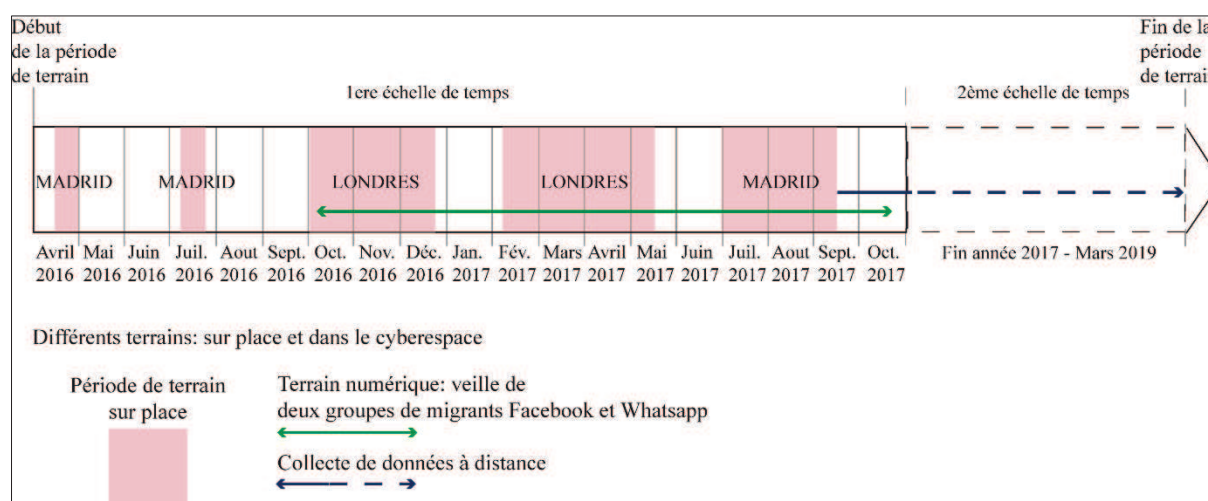 Début
de la période
de terrain
Fin de la
période
de terrain
1ere échelle de temps
2ème échelle de temps
MADRID
MADRID
LONDRES
LONDRES
MADRID
Avril Mai Juin Juil. Aout Sept. Oct. Nov. Déc. Jan. Fév. Mars Avril Mai Juin Juil. Aout Sept. Oct.
2016 2016 2016 2016 2016 2016 2016 2016 2016 2017 2017 2017 2017 2017 2017 2017 2017 2017 2017
Fin année 2017 - Mars 2019
Différents terrains: sur place et dans le cyberespace
Période de terrain
sur place
Terrain numérique: veille de
deux groupes de migrants Facebook et Whatsapp
Collecte de données à distance